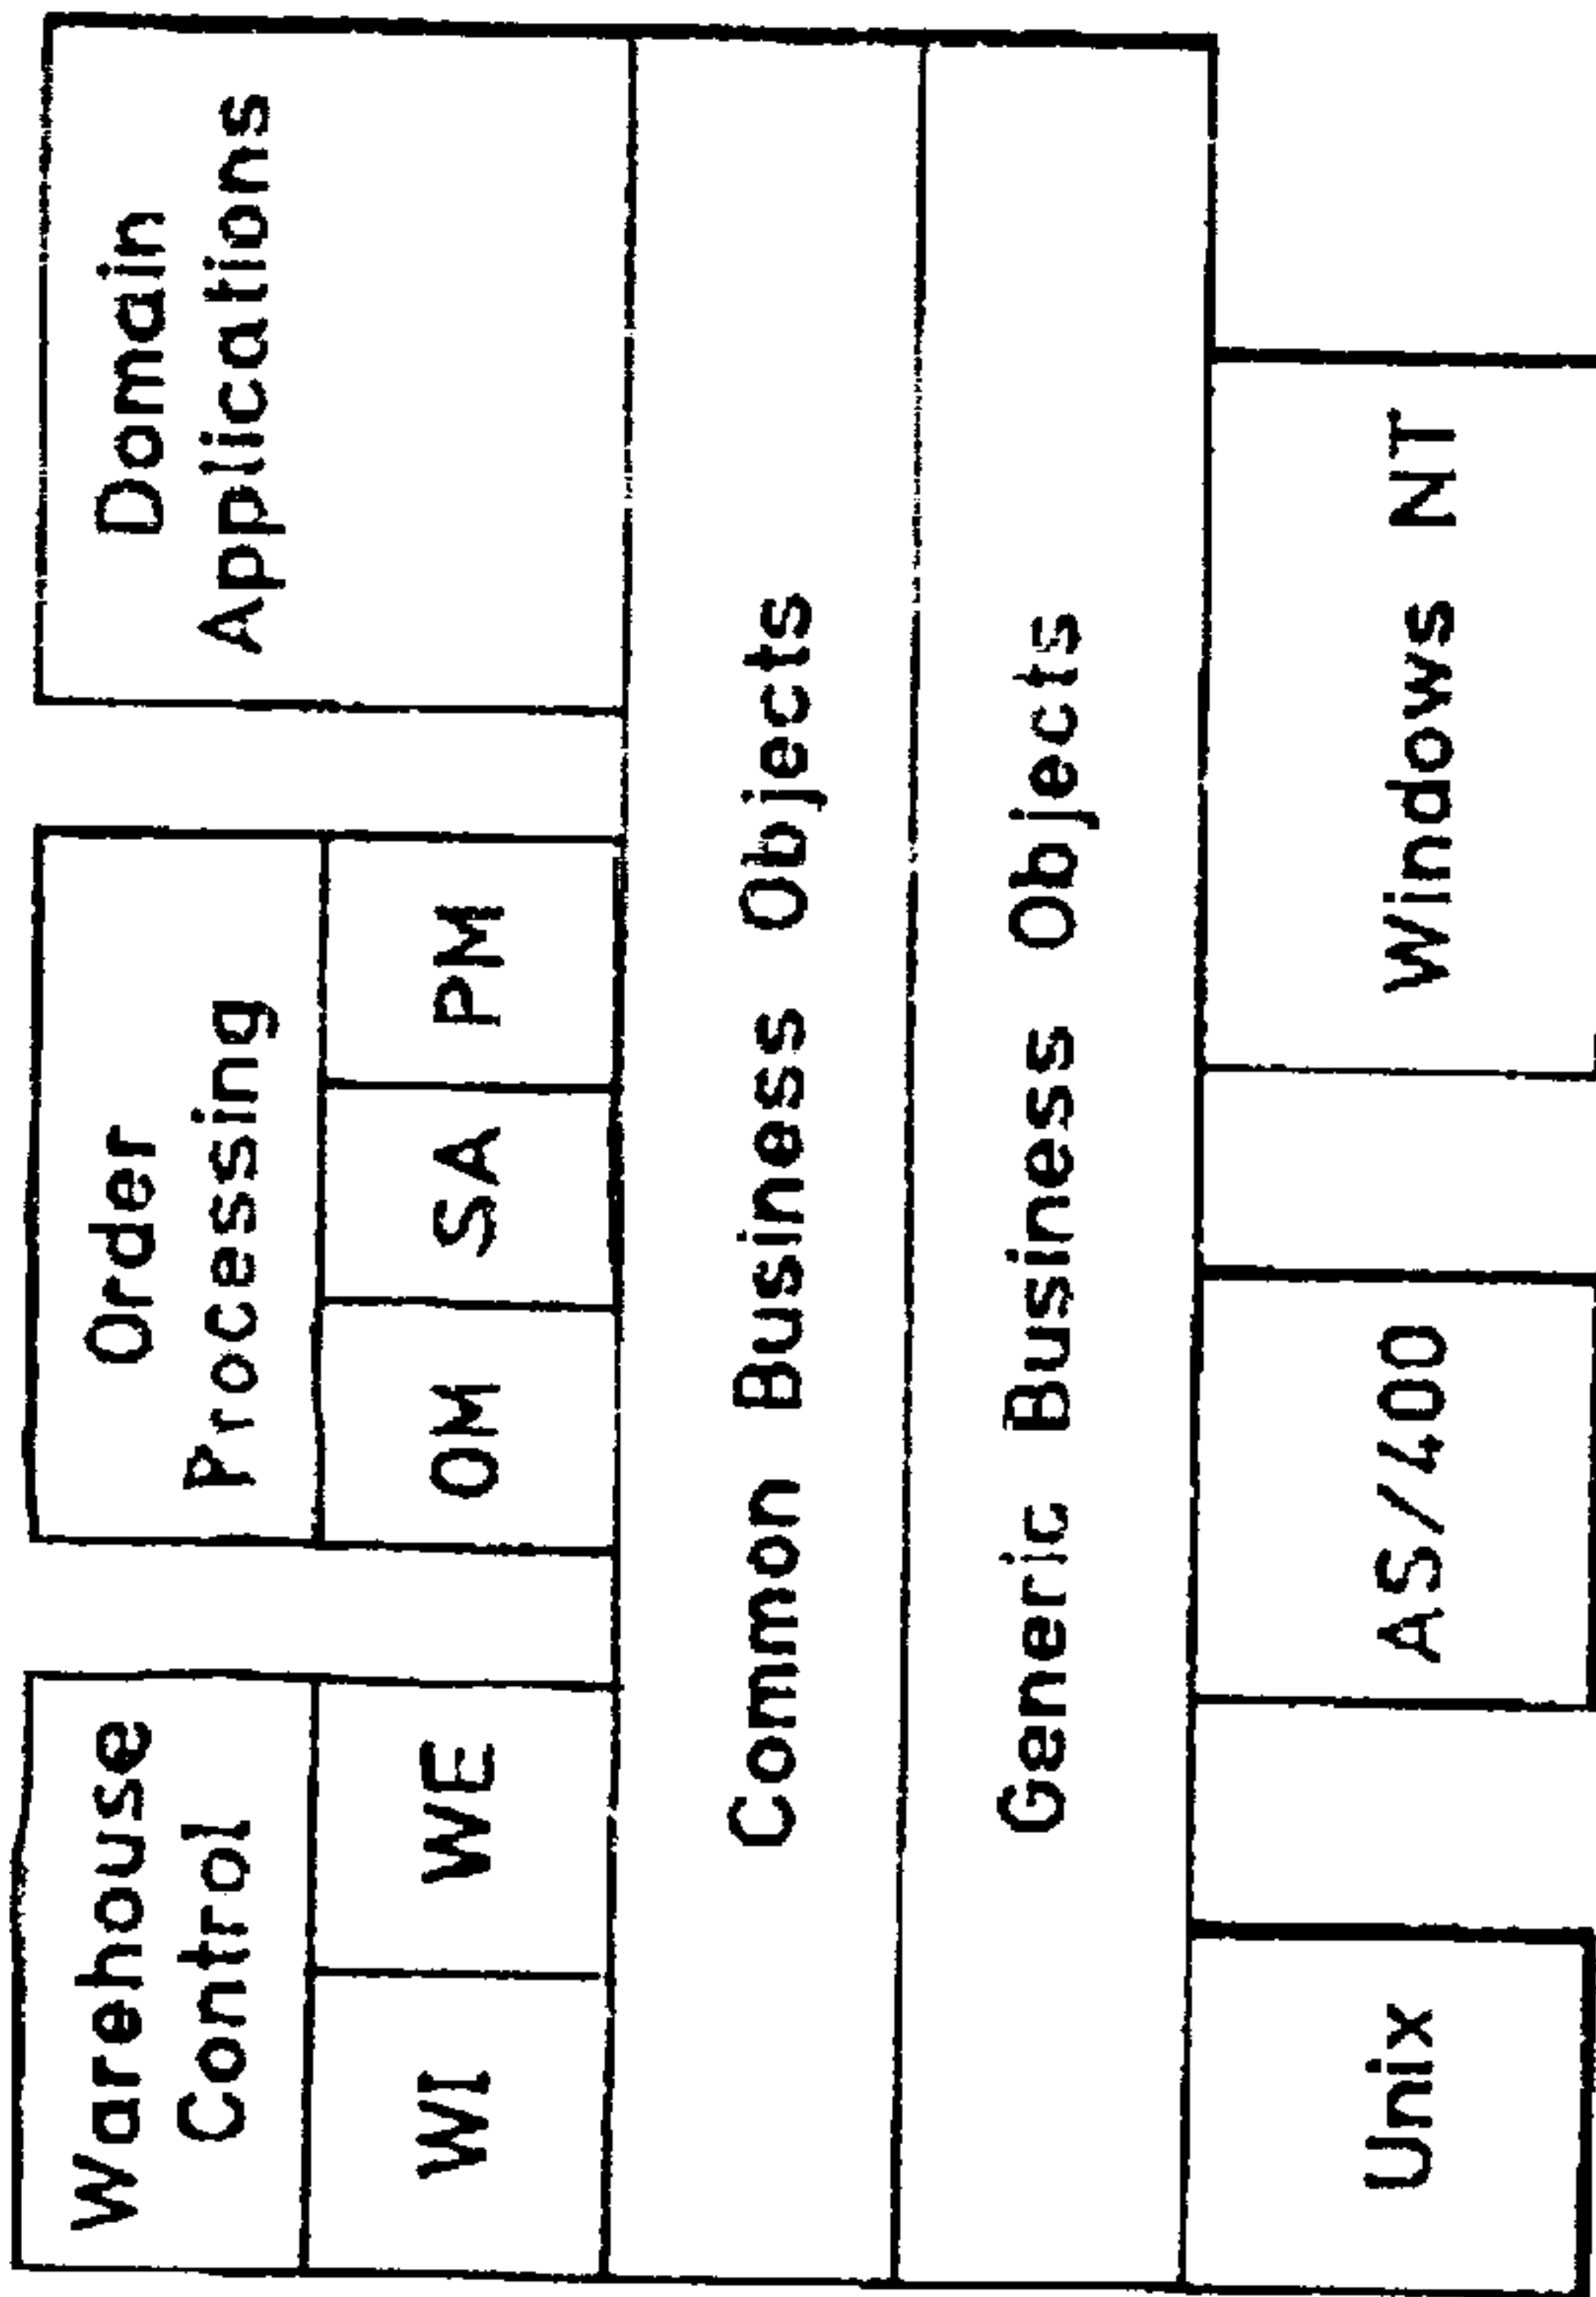 Warehouse
Control
WI
WE
Order
Processing
OM
SA
PM
Domain
Applications
Common Business Objects
Generic Business Objects
Unix
AS/400
Windows NT